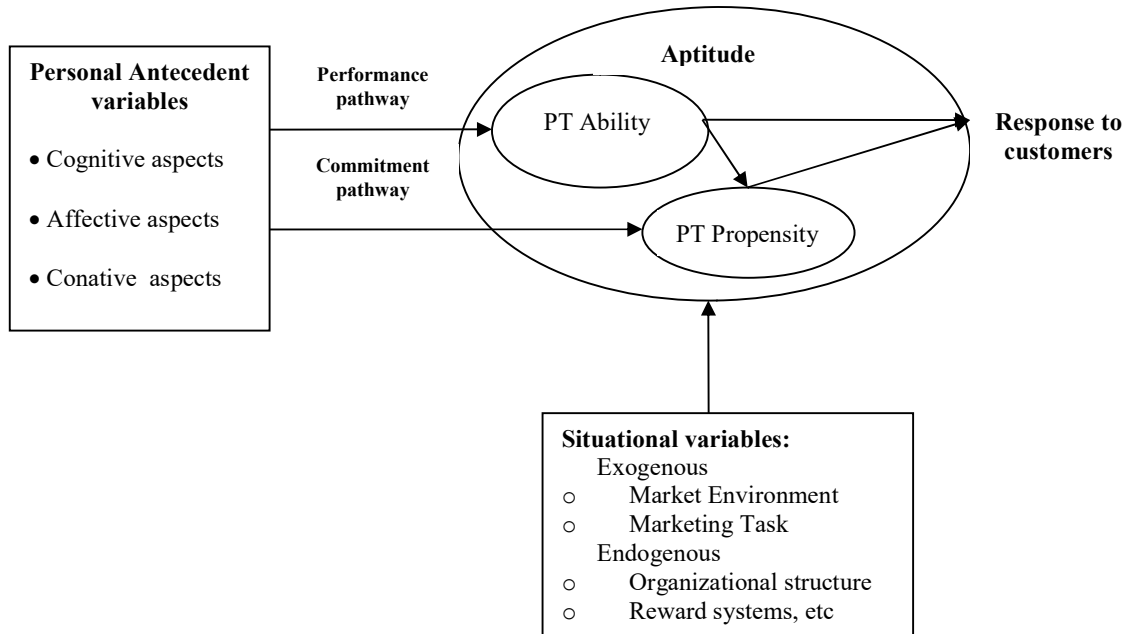 Personal Antecedent
variables
• Cognitive aspects
• Affective aspects
• Conative aspects
Performance
pathway
Commitment
pathway
Aptitude
PT Ability
PT Propensity
Response to
customers
Situational variables:
Exogenous
o Market Environment
o Marketing Task
Endogenous
o Organizational structure
o Reward systems, etc